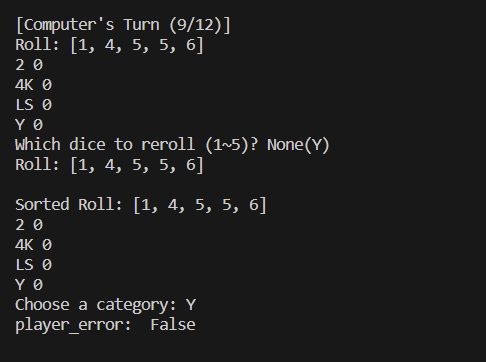 [Computer's Turn (9/12)]
Roll: [1, 4, 5, 5, 6]
2 0
4K 0
LS 0
Y 0
Which dice to reroll (1~5)? None(Y)
Roll: [1, 4, 5, 5, 6]
Sorted Roll: [1, 4, 5, 5, 6]
2 0
4K 0
LS 0
Y 0
Choose a category: Y
player_error:  False